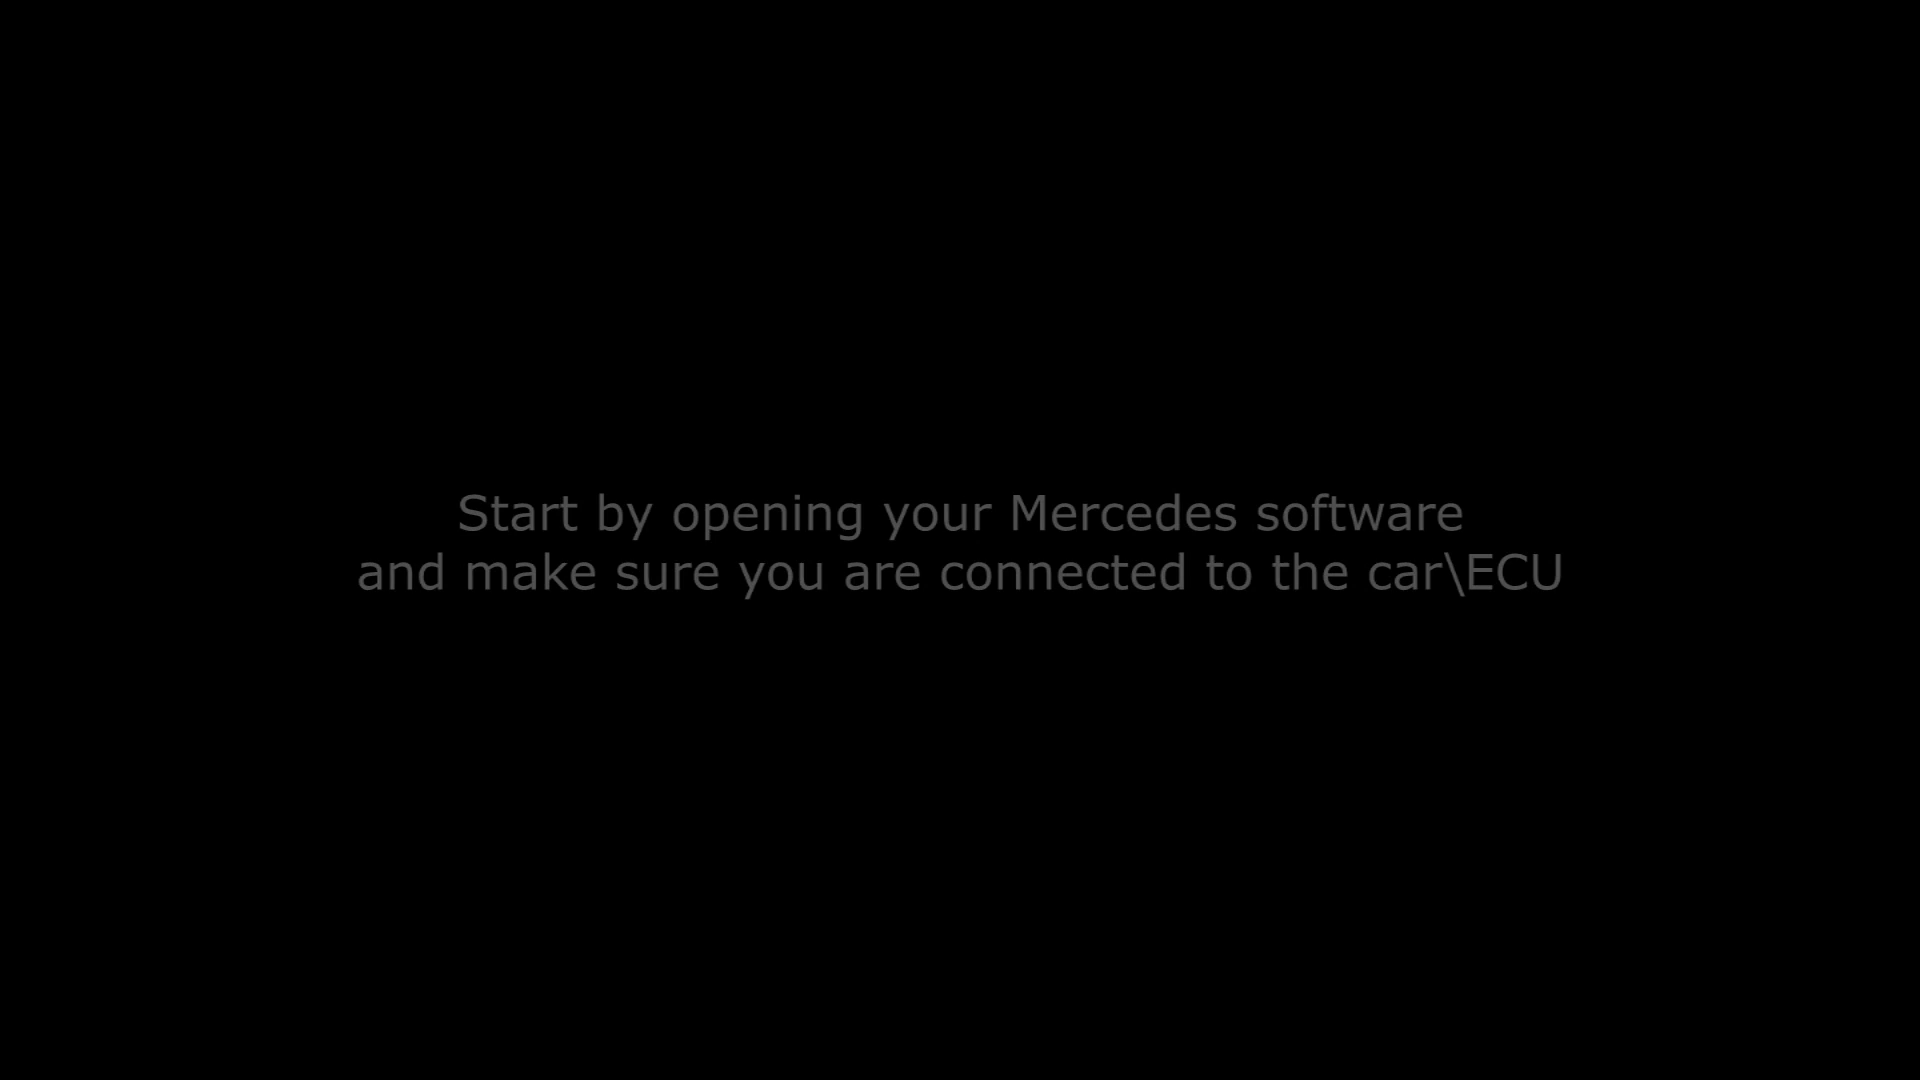 Start by opening your Mercedes software
and make sure you are connected to the car\ECU